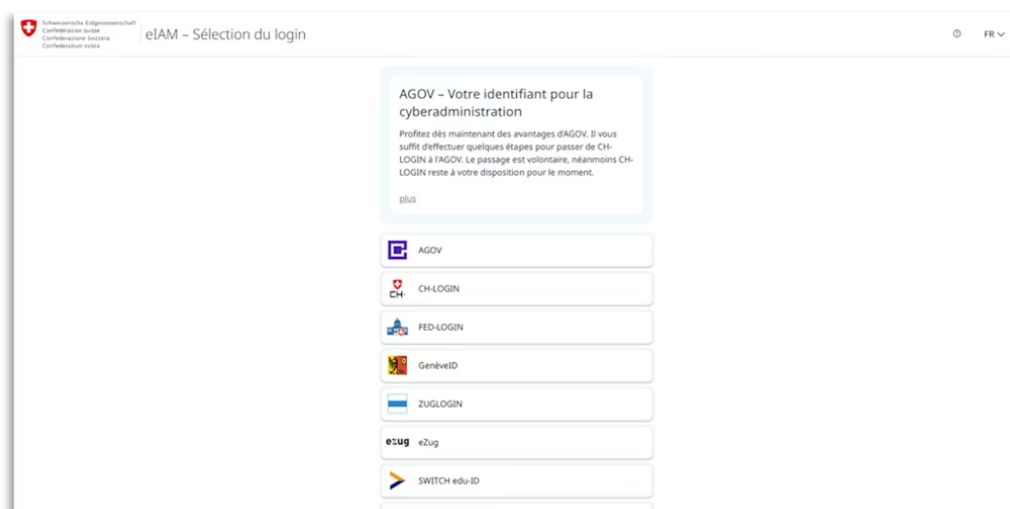 Schweizerische Eidgenossenschaft
Confédération suisse
Confederazione Svizzera
Confederaziun svizra
eIAM – Sélection du login
FR
AGOV – Votre identifiant pour la
cyberadministration
Profitez dès maintenant des avantages d'AGOV. Il vous
suffit d'effectuer quelques étapes pour passer de CH-
LOGIN à l'AGOV. Le passage est volontaire, néanmoins CH-
LOGIN reste à votre disposition pour le moment.
plus
AGOV
CH-
CH-LOGIN
FED-LOGIN
GenèveID
ZUGLOGIN
ezug eZug
SWITCH edu-ID